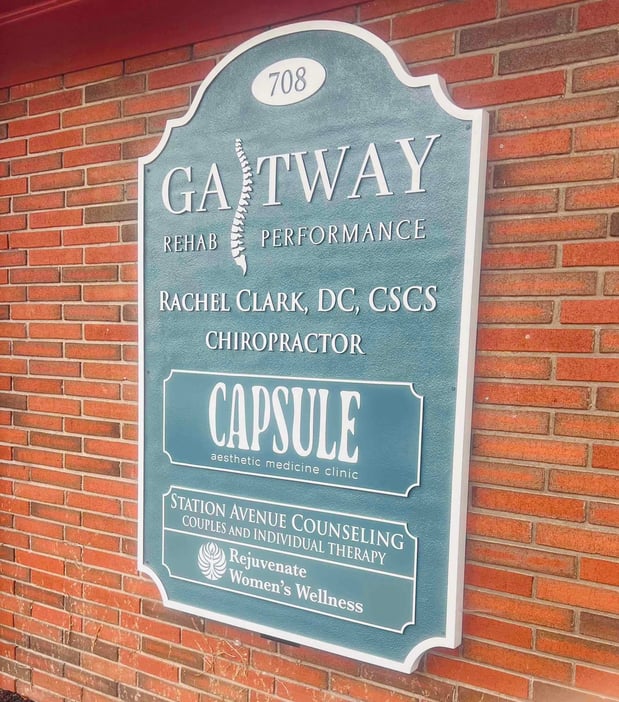 708
GAITWAY
REHAB PERFORMANCE
RACHEL CLARK, DC, CSCS
CHIROPRACTOR
CAPSULE
aesthetic medicine clinic
STATION AVENUE COUNSELING
COUPLES AND INDIVIDUAL THERAPY
Rejuvenate
Women's Wellness